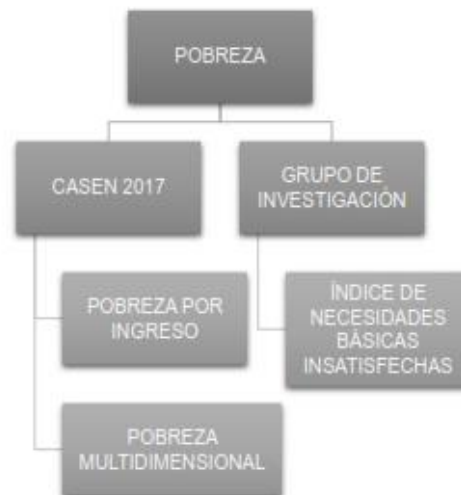 POBREZA
CASEN 2017
GRUPO DE
INVESTIGACIÓN
POBREZA POR
INGRESO
ÍNDICE DE
NECESIDADES
BÁSICAS
INSATISFECHAS
POBREZA
MULTIDIMENSIONAL